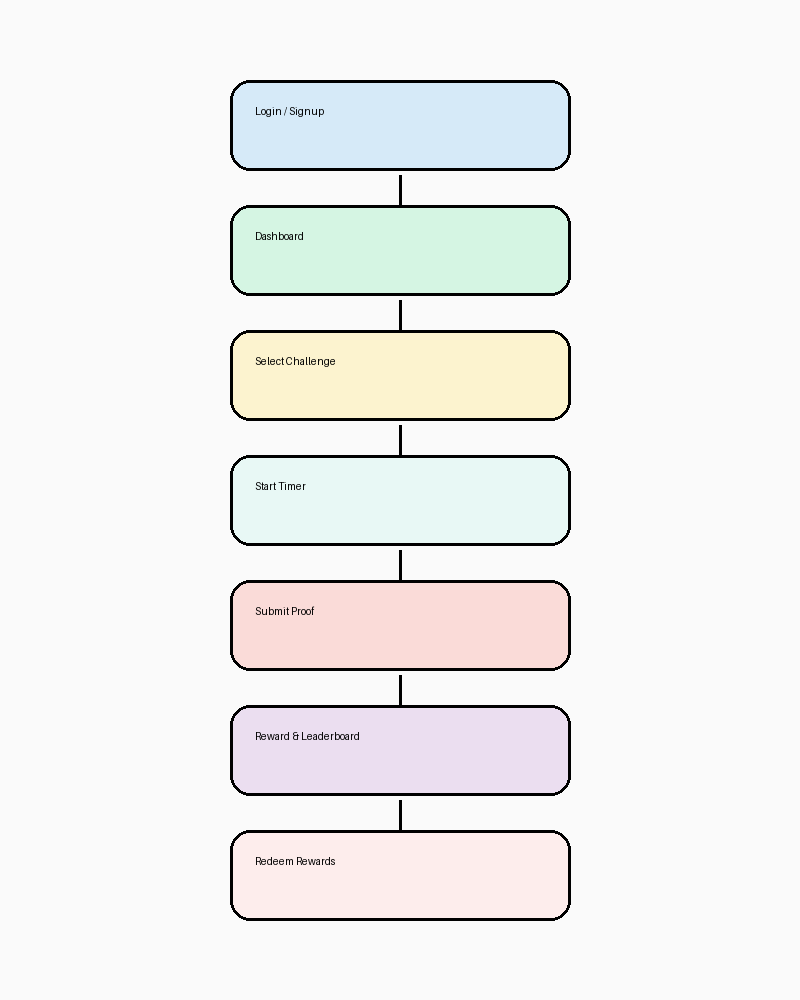 Login / Signup
Dashboard
Select Challenge
Start Timer
Submit Proof
Reward & Leaderboard
Redeem Rewards